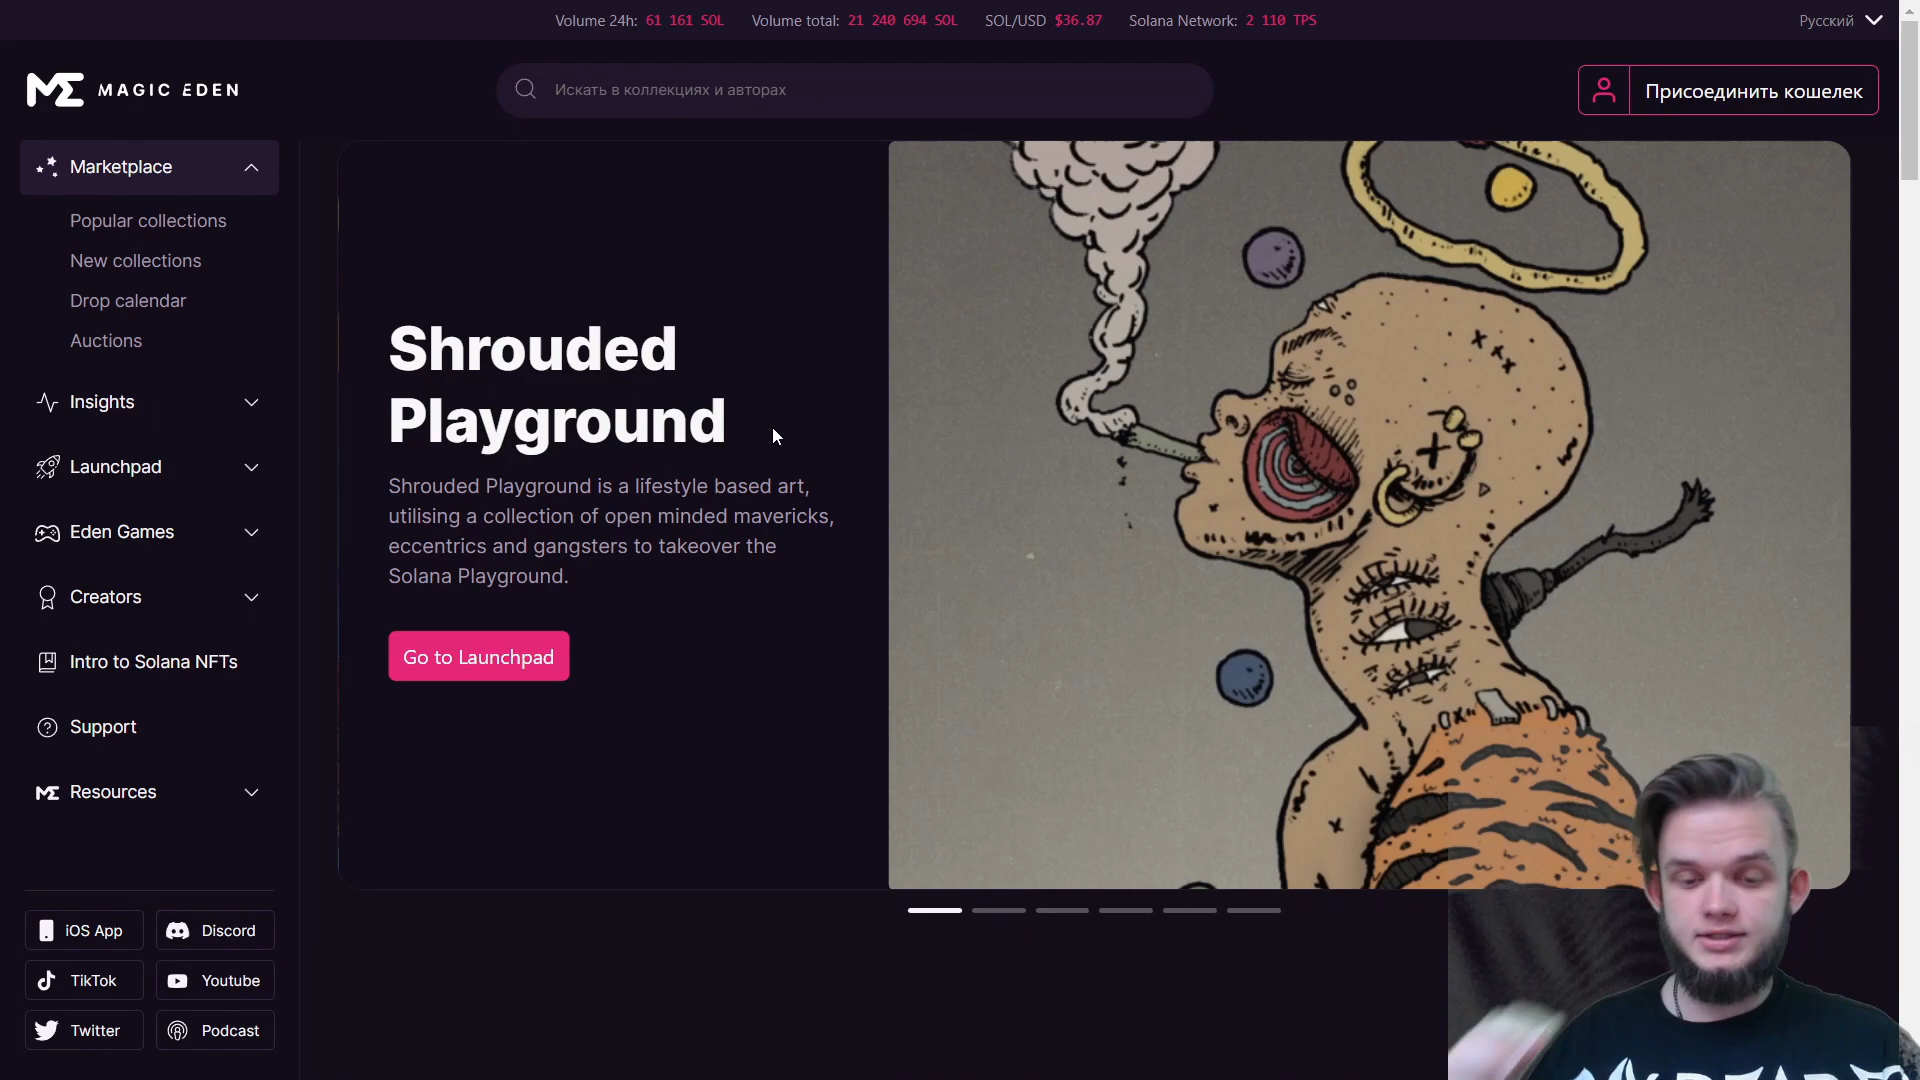 Volume 24h: 61 161 SOL Volume total: 21 240 694 SOL SOL/USD $36.87 Solana Network: 2 110 TPS
Русский
MAGIC EDEN
Искать в коллекциях и авторах
Присоединить кошелек
Marketplace
Popular collections
New collections
Drop calendar
Auctions
Insights
Launchpad
Eden Games
Creators
Intro to Solana NFTs
Support
Resources
iOS App
Discord
TikTok
Youtube
Twitter
Podcast
Shrouded
Playground
Shrouded Playground is a lifestyle based art,
utilising a collection of open minded mavericks,
eccentrics and gangsters to takeover the
Solana Playground.
Go to Launchpad